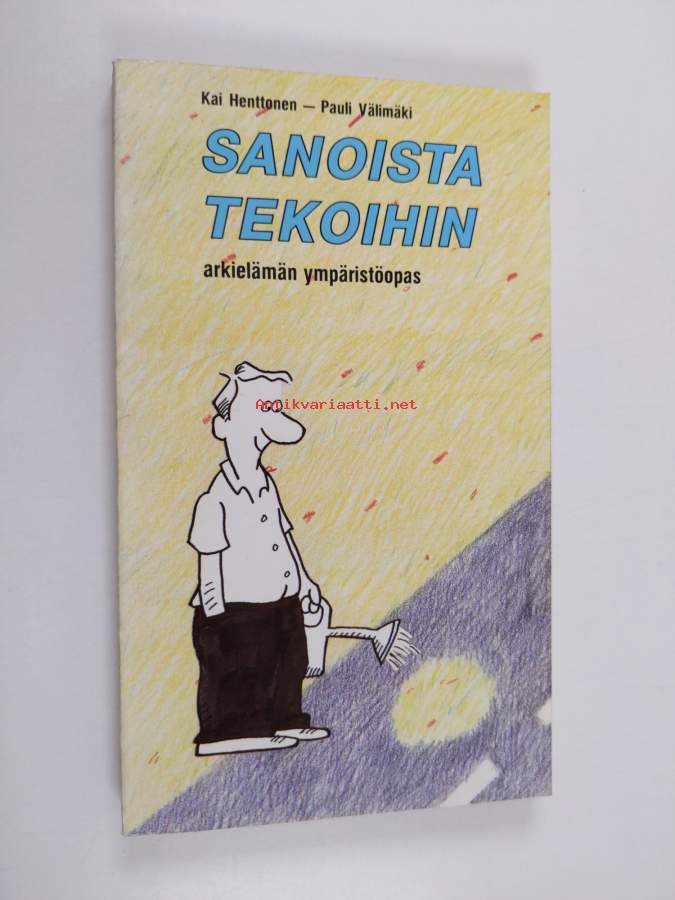 Kai Henttonen — Pauli Välimäki
SANOISTA
TEKOIHIN
arkielämän ympäristöopas
Antikvariaatti.net